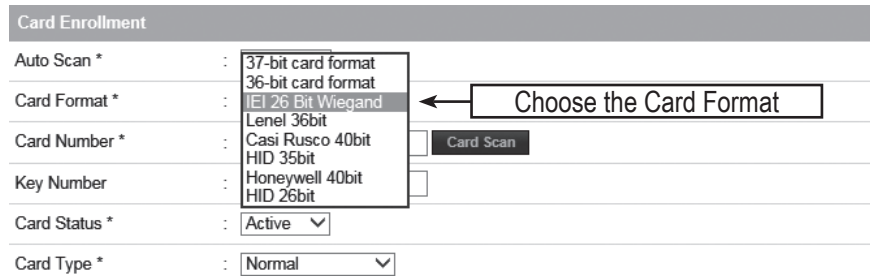 Card Enrollment
Auto Scan * :
37-bit card format
36-bit card format
Card Format * : IEI 26 Bit Wiegand Choose the Card Format
Lenel 36bit
Card Number * : Casi Rusco 40bit Card Scan
HID 35bit
Key Number : Honeywell 40bit
HID 26bit
Card Status * : Active
Card Type * : Normal